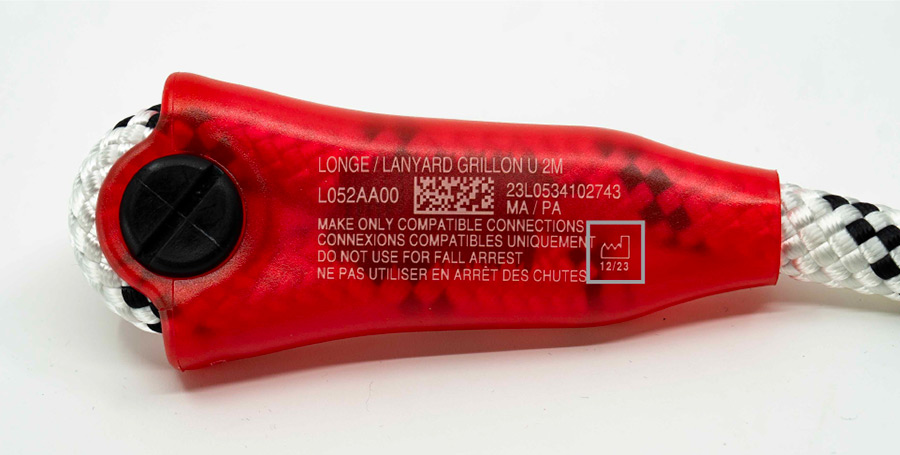 LONGE / LANYARD GRILLON U 2M
L052AA00 23L0534102743
MA / PA
MAKE ONLY COMPATIBLE CONNECTIONS
CONNEXIONS COMPATIBLES UNIQUEMENT
DO NOT USE FOR FALL ARREST
NE PAS UTILISER EN ARRÊT DES CHUTES
12/23